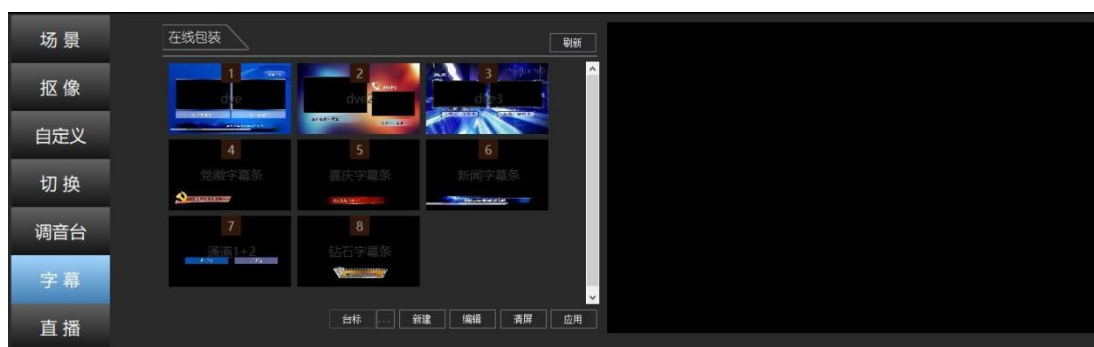 场 景
抠 像
自定义
切 换
调音台
字 幕
直 播
在线包装
刷新
1
dve
2
dve2
3
dve3
4
党徽字幕条
5
喜庆字幕条
6
新闻字幕条
7
通道1+2
8
钻石字幕条
台标 ... 新建 编辑 清屏 应用